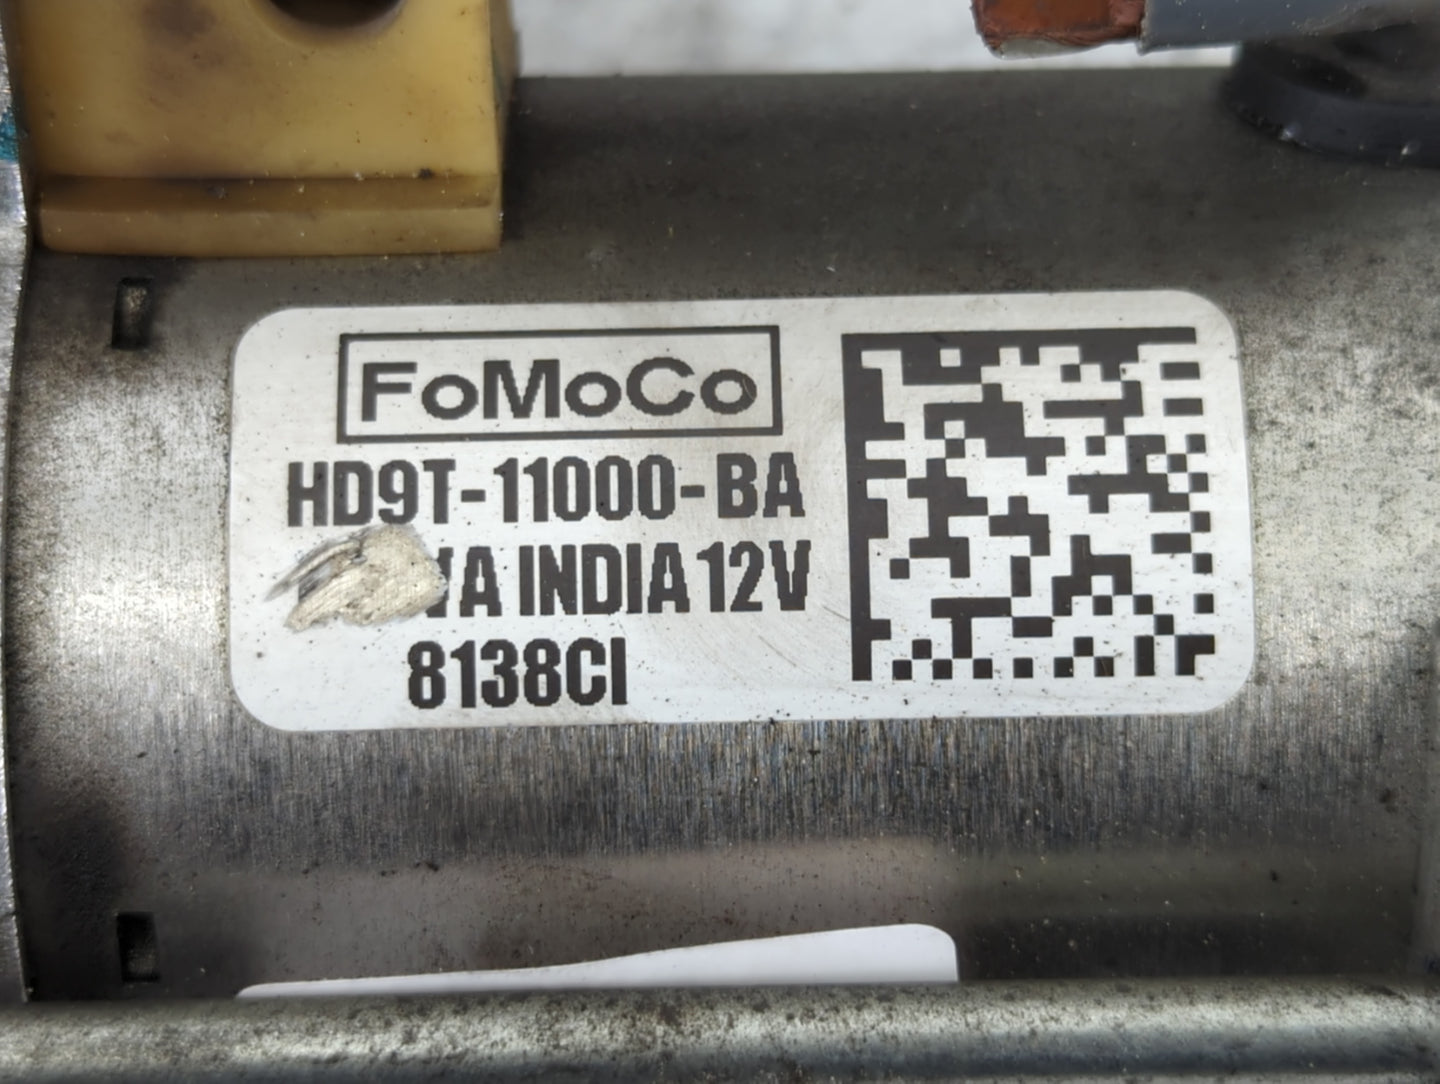 FoMoCo
HD9T-11000-BA
INDIA 12V
8138CI